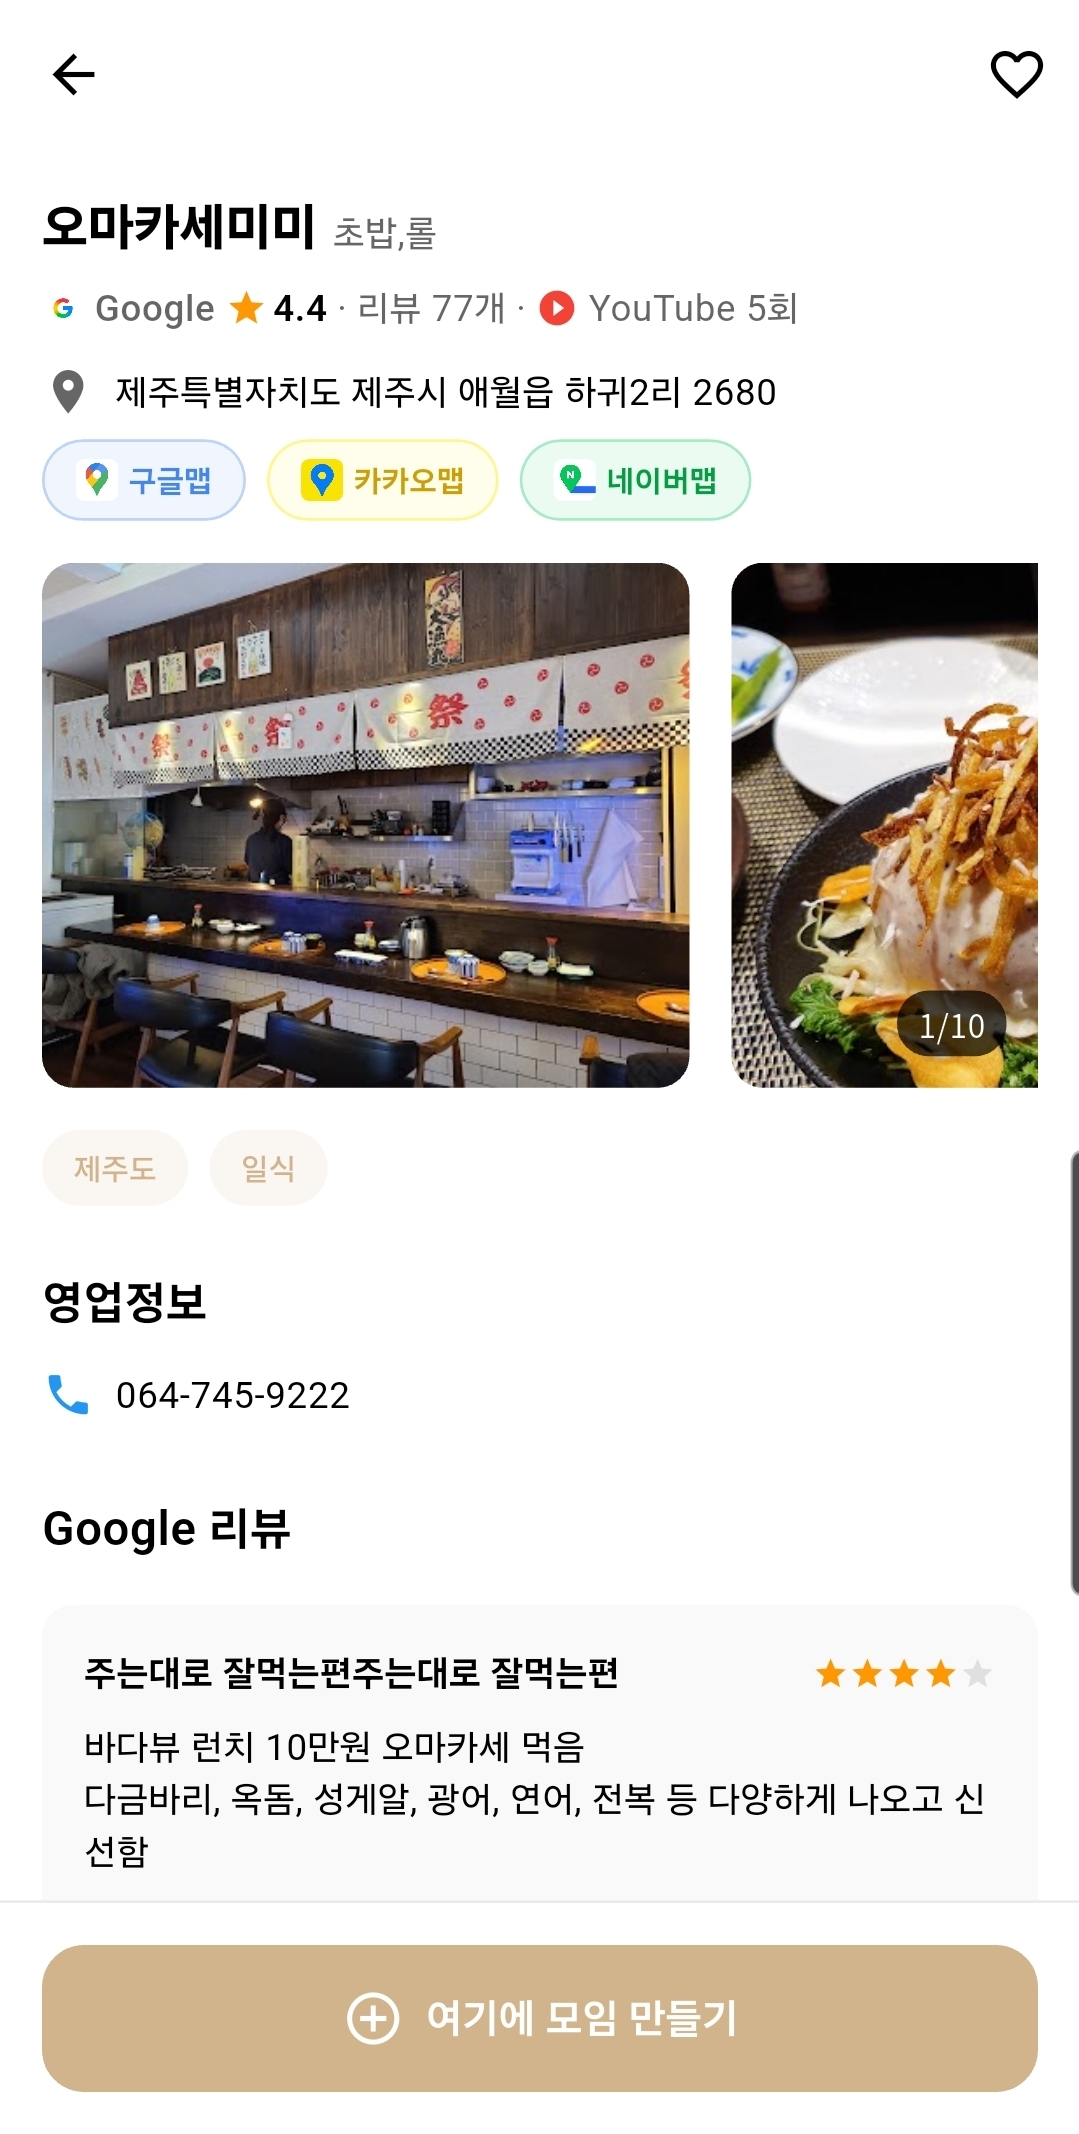 오마카세미미 초밥,롤
Google 4.4 · 리뷰 77개 · YouTube 5회
제주특별자치도 제주시 애월읍 하귀2리 2680
구글맵 카카오맵 네이버맵
祭 祭 祭
1/10
제주도 일식
영업정보
064-745-9222
Google 리뷰
주는대로 잘먹는편주는대로 잘먹는편
바다뷰 런치 10만원 오마카세 먹음
다금바리, 옥돔, 성게알, 광어, 연어, 전복 등 다양하게 나오고 신
선함
여기에 모임 만들기